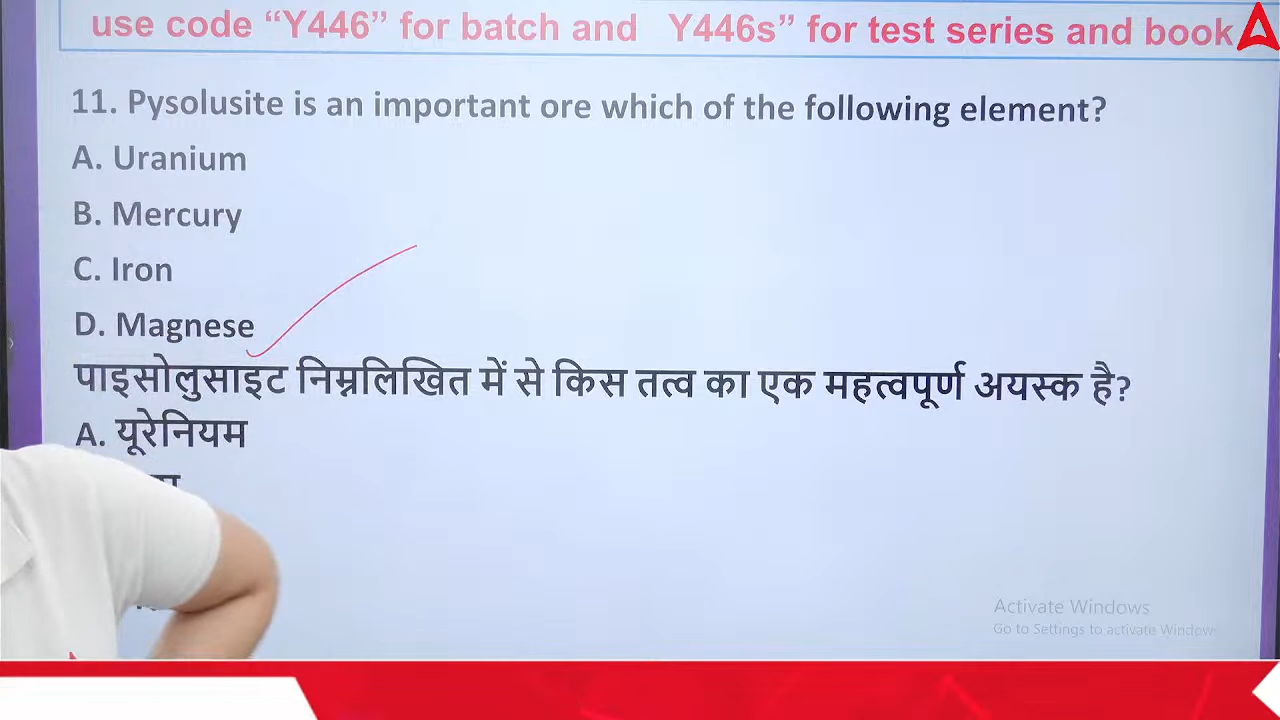 use code “Y446” for batch and Y446s” for test series and book
11. Pysolusite is an important ore which of the following element?
A. Uranium
B. Mercury
C. Iron
D. Magnese
पाइसोलुसाइट निम्नलिखित में से किस तत्व का एक महत्वपूर्ण अयस्क है?
A. यूरेनियम
Activate Windows
Go to Settings to activate Windows